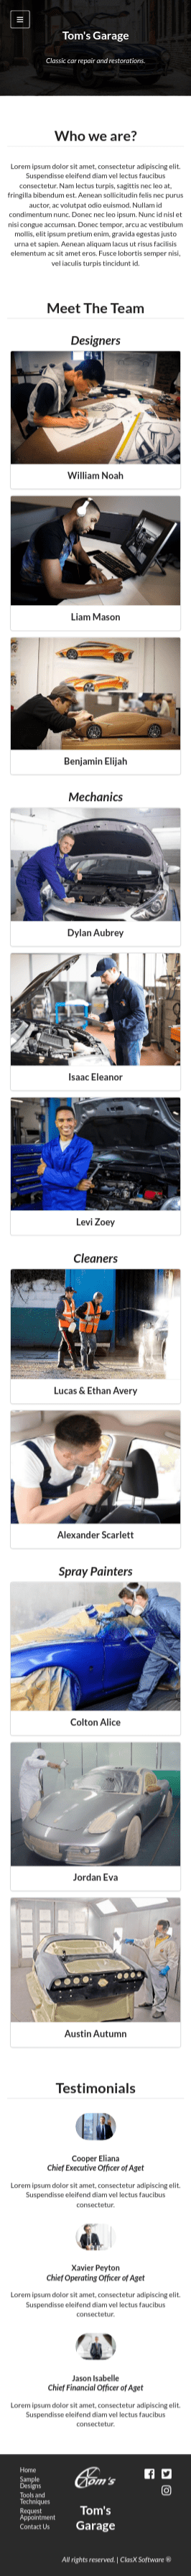 Tom's Garage
Classic car repair and restorations.
Who we are?
Lorem ipsum dolor sit amet, consectetur adipiscing elit.
Suspendisse eleifend diam vel lectus faucibus
consectetur. Nam lectus turpis, sagittis nec leo at,
fringilla bibendum est. Aenean sollicitudin felis nec purus
auctor, ac volutpat odio euismod. Nullam id
condimentum nunc. Donec nec leo ipsum. Nunc id nisl et
nisi congue accumsan. Donec tempor, arcu ac vestibulum
mollis, elit ipsum pretium enim, gravida egestas justo
urna et sapien. Aenean aliquam lacus ut risus facilisis
elementum ac sit amet eros. Fusce lobortis semper nisi,
vel iaculis turpis tincidunt id.
Meet The Team
Designers
William Noah
Liam Mason
Benjamin Elijah
Mechanics
Dylan Aubrey
Isaac Eleanor
Levi Zoey
Cleaners
Lucas & Ethan Avery
Alexander Scarlett
Spray Painters
Colton Alice
Jordan Eva
Austin Autumn
Testimonials
Cooper Eliana
Chief Executive Officer of Aget
Lorem ipsum dolor sit amet, consectetur adipiscing elit.
Suspendisse eleifend diam vel lectus faucibus
consectetur.
Xavier Peyton
Chief Operating Officer of Aget
Lorem ipsum dolor sit amet, consectetur adipiscing elit.
Suspendisse eleifend diam vel lectus faucibus
consectetur.
Jason Isabelle
Chief Financial Officer of Aget
Lorem ipsum dolor sit amet, consectetur adipiscing elit.
Suspendisse eleifend diam vel lectus faucibus
consectetur.
Home
Sample
Designs
Tools and
Techniques
Request
Appointment
Contact Us
Tom's
Tom's
Garage
All rights reserved. | ClasX Software ®